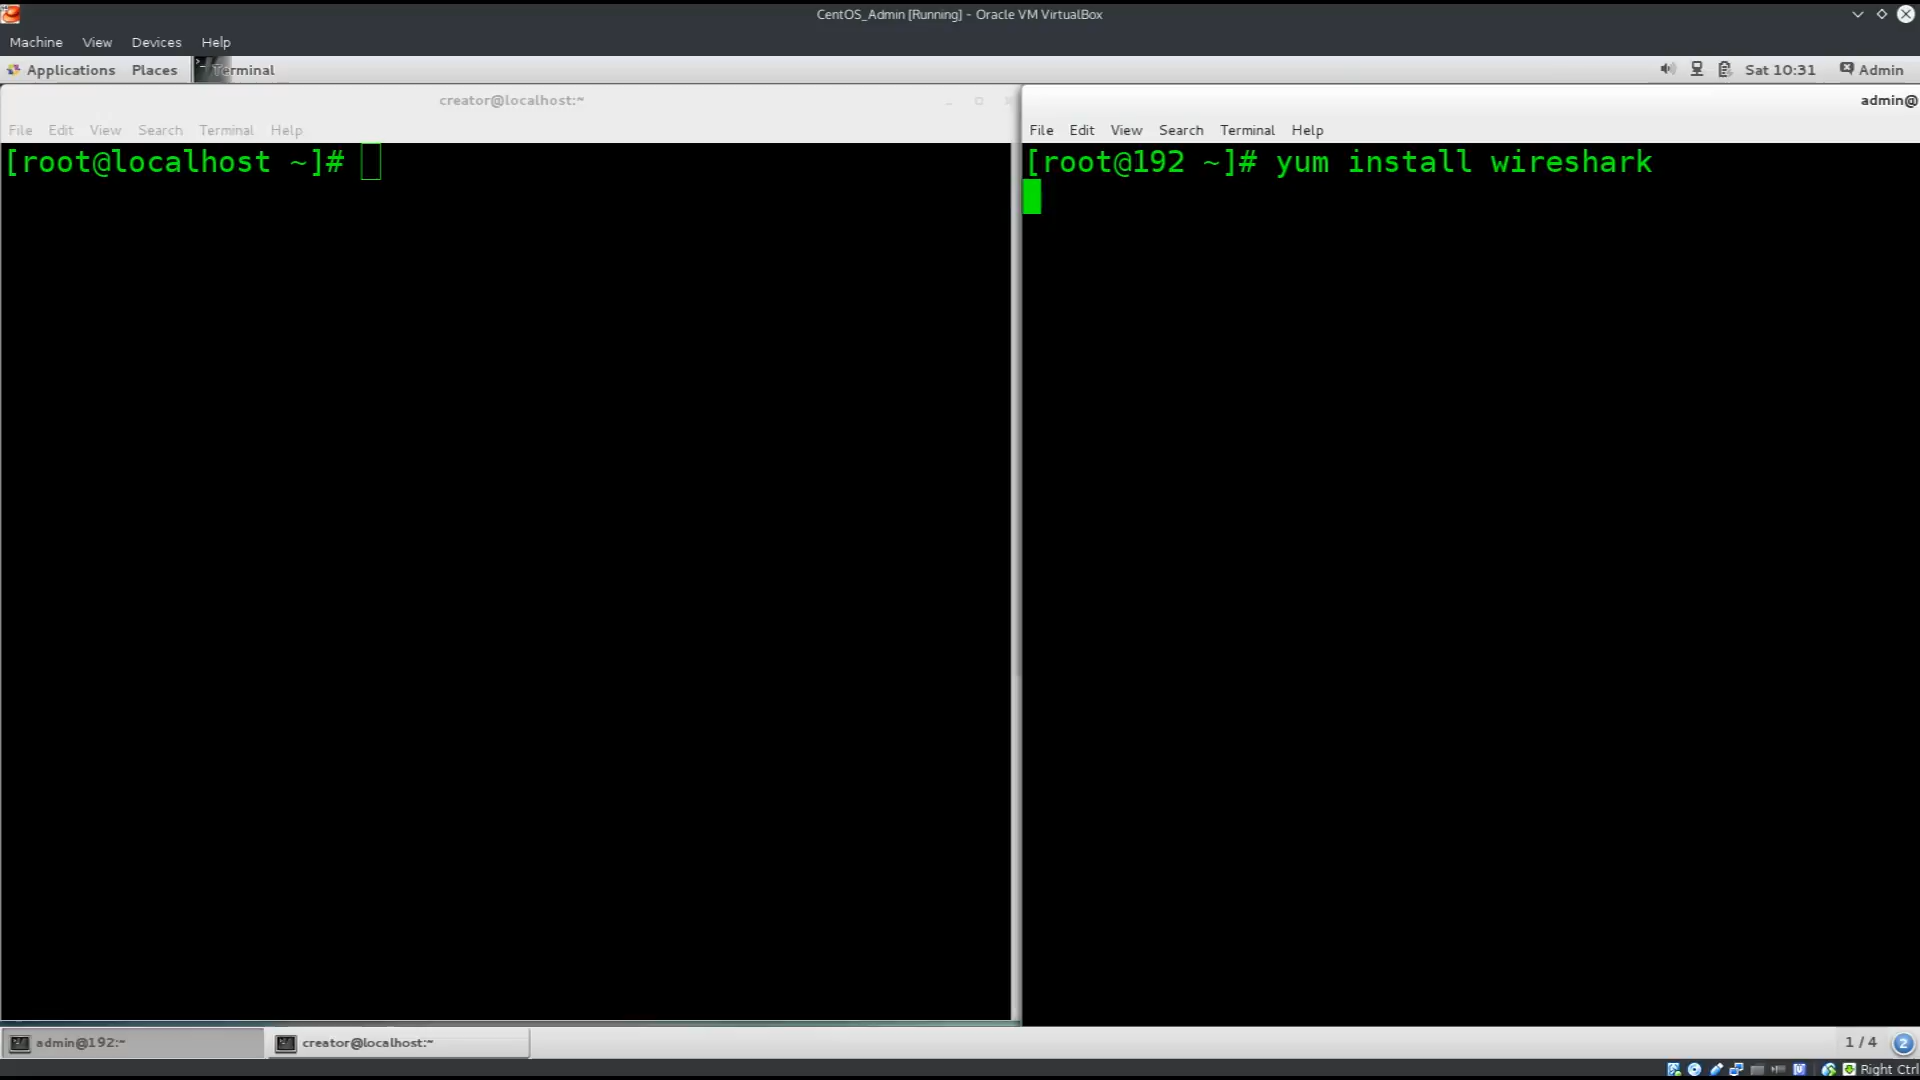 CentOS_Admin [Running] - Oracle VM VirtualBox
Machine View Devices Help
Applications Places Terminal Sat 10:31 Admin
creator@localhost:~
File Edit View Search Terminal Help
[root@localhost ~]#
admin@
File Edit View Search Terminal Help
[root@192 ~]# yum install wireshark
admin@192:~ creator@localhost:~ 1 / 4 2
Right Ctrl